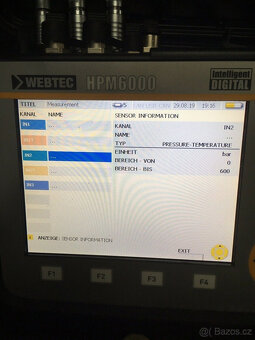 WEBTEC HPM6000 Intelligent DIGITAL
TITEL Measurement 29.08.19 19:16
KANAL NAME SENSOR INFORMATION
IN1 ...
KANAL IN2
NAME ...
TYP PRESSURE-TEMPERATURE
IN2 ...
EINHEIT bar
BEREICH - VON 0
BEREICH - BIS 600
IN3 ...
ANZEIGE: SENSOR INFORMATION
EXIT
F1 F2 F3 F4
Bazoš.cz